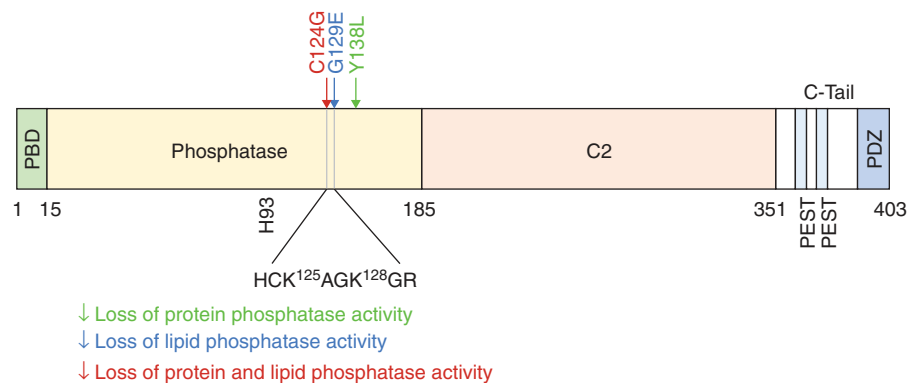 C124G
G129E
Y138L
C-Tail
PBD
Phosphatase
C2
PDZ
1 15 185 351 403
H93
PEST
PEST
HCK¹²⁵AGK¹²⁸GR
↓ Loss of protein phosphatase activity
↓ Loss of lipid phosphatase activity
↓ Loss of protein and lipid phosphatase activity